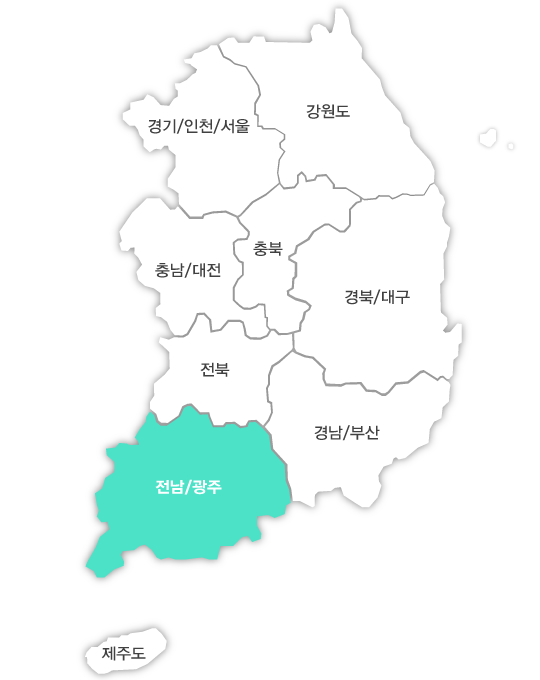 강원도
경기/인천/서울
충북
충남/대전
경북/대구
전북
경남/부산
전남/광주
제주도